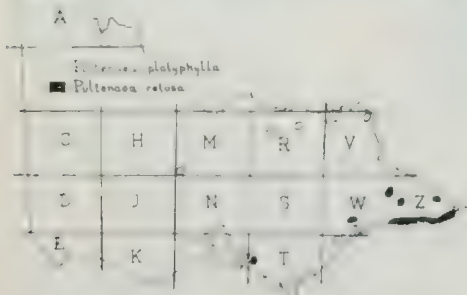 A
platyphylla
Pultenaea retusa
C H M R V
D J N S W Z
E K T